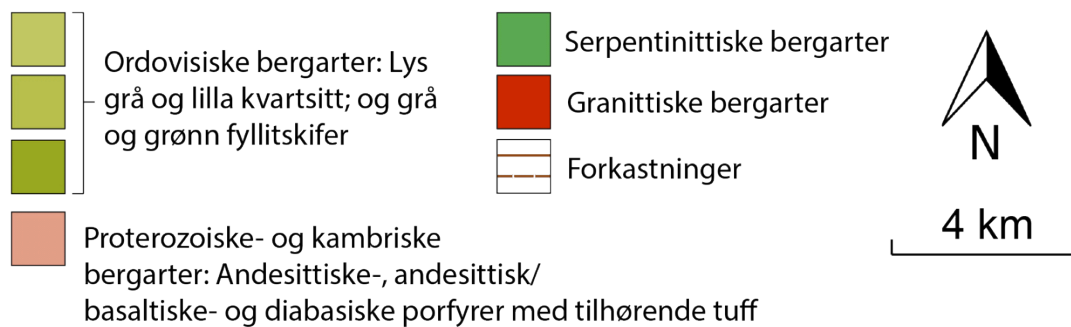 Ordovisiske bergarter: Lys
grå og lilla kvartsitt; og grå
og grønn fyllitskifer
Proterozoiske- og kambriske
bergarter: Andesittiske-, andesittisk/
basaltiske- og diabasiske porfyrer med tilhørende tuff
Serpentinittiske bergarter
Granittiske bergarter
Forkastninger
N
4 km